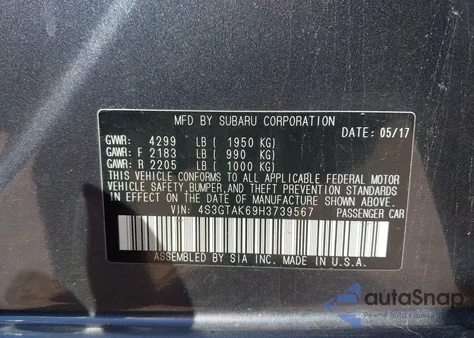 MFD BY SUBARU CORPORATION
DATE: 05/17
GVWR: 4299 LB ( 1950 KG)
GAWR: F 2183 LB ( 990 KG)
GAWR: R 2205 LB ( 1000 KG)
THIS VEHICLE CONFORMS TO ALL APPLICABLE FEDERAL MOTOR
VEHICLE SAFETY, BUMPER, AND THEFT PREVENTION STANDARDS
IN EFFECT ON THE DATE OF MANUFACTURE SHOWN ABOVE.
VIN: 4S3GTAK69H3739567 PASSENGER CAR
ASSEMBLED BY SIA INC. MADE IN U.S.A.
autoSnap
Pewne auto i kropka